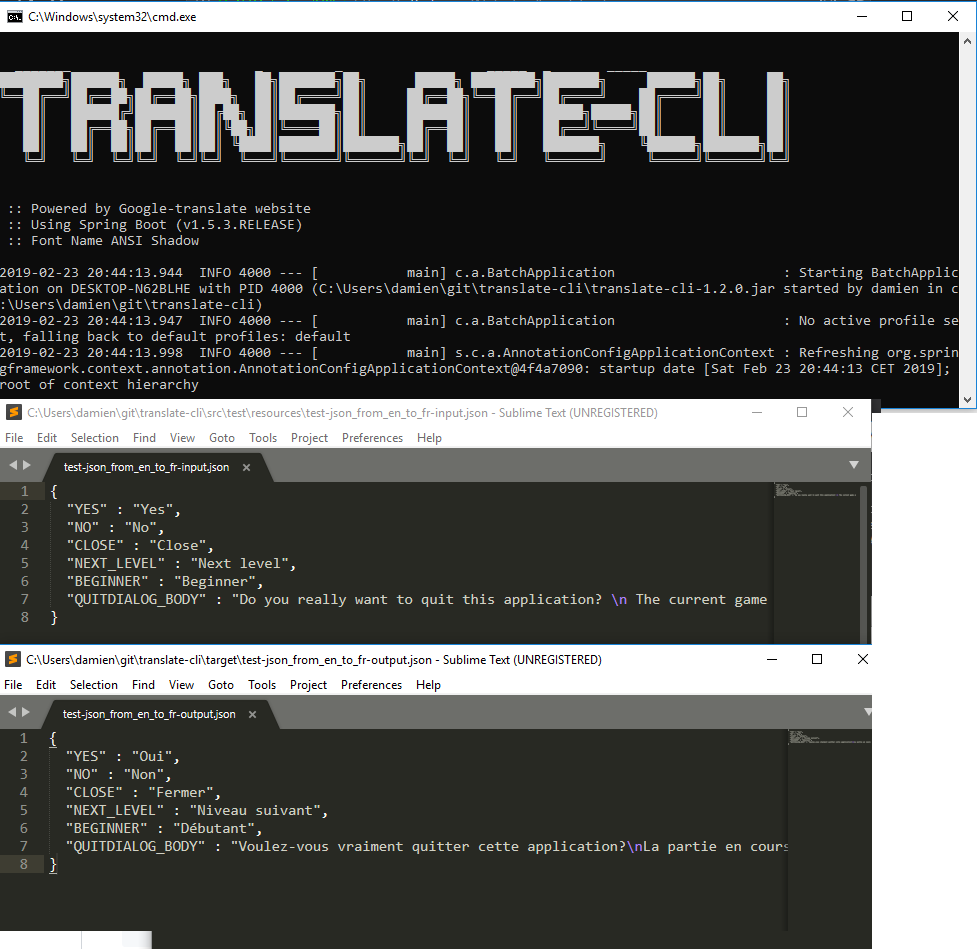 C:\Windows\system32\cmd.exe
TRANSLATE-CLI
:: Powered by Google-translate website
:: Using Spring Boot (v1.5.3.RELEASE)
:: Font Name ANSI Shadow
2019-02-23 20:44:13.944  INFO 4000 --- [           main] c.a.BatchApplication                     : Starting BatchApplic
ation on DESKTOP-N62BLHE with PID 4000 (C:\Users\damien\git\translate-cli\translate-cli-1.2.0.jar started by damien in c
:\Users\damien\git\translate-cli)
2019-02-23 20:44:13.947  INFO 4000 --- [           main] c.a.BatchApplication                     : No active profile se
t, falling back to default profiles: default
2019-02-23 20:44:13.998  INFO 4000 --- [           main] s.c.a.AnnotationConfigApplicationContext : Refreshing org.sprin
gframework.context.annotation.AnnotationConfigApplicationContext@4f4a7090: startup date [Sat Feb 23 20:44:13 CET 2019];
root of context hierarchy
C:\Users\damien\git\translate-cli\src\test\resources\test-json_from_en_to_fr-input.json - Sublime Text (UNREGISTERED)
File Edit Selection Find View Goto Tools Project Preferences Help
test-json_from_en_to_fr-input.json
1 {
2 "YES" : "Yes",
3 "NO" : "No",
4 "CLOSE" : "Close",
5 "NEXT_LEVEL" : "Next level",
6 "BEGINNER" : "Beginner",
7 "QUITDIALOG_BODY" : "Do you really want to quit this application? \n The current game
8 }
C:\Users\damien\git\translate-cli\target\test-json_from_en_to_fr-output.json - Sublime Text (UNREGISTERED)
File Edit Selection Find View Goto Tools Project Preferences Help
test-json_from_en_to_fr-output.json
1 {
2 "YES" : "Oui",
3 "NO" : "Non",
4 "CLOSE" : "Fermer",
5 "NEXT_LEVEL" : "Niveau suivant",
6 "BEGINNER" : "Débutant",
7 "QUITDIALOG_BODY" : "Voulez-vous vraiment quitter cette application?\nLa partie en cours
8 }